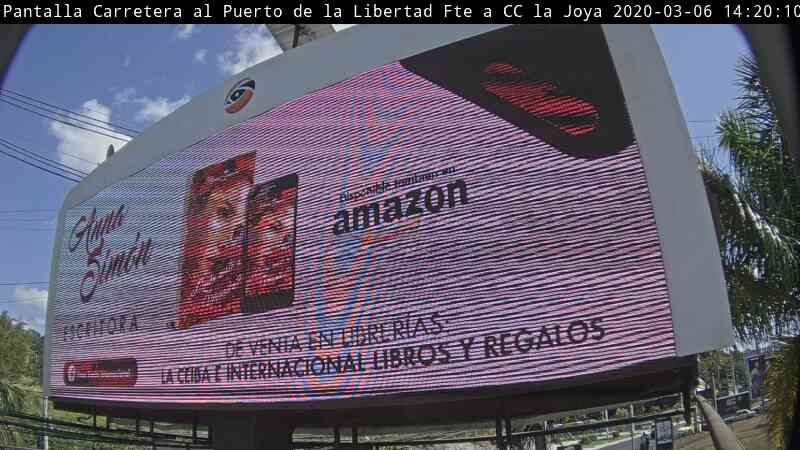 Pantalla Carretera al Puerto de la Libertad Fte a CC la Joya 2020-03-06 14:20:10
Anna
Simón
ESCRITORA
Disponible también en
amazon
DE VENTA EN LIBRERÍAS:
LA CEIBA E INTERNACIONAL LIBROS Y REGALOS